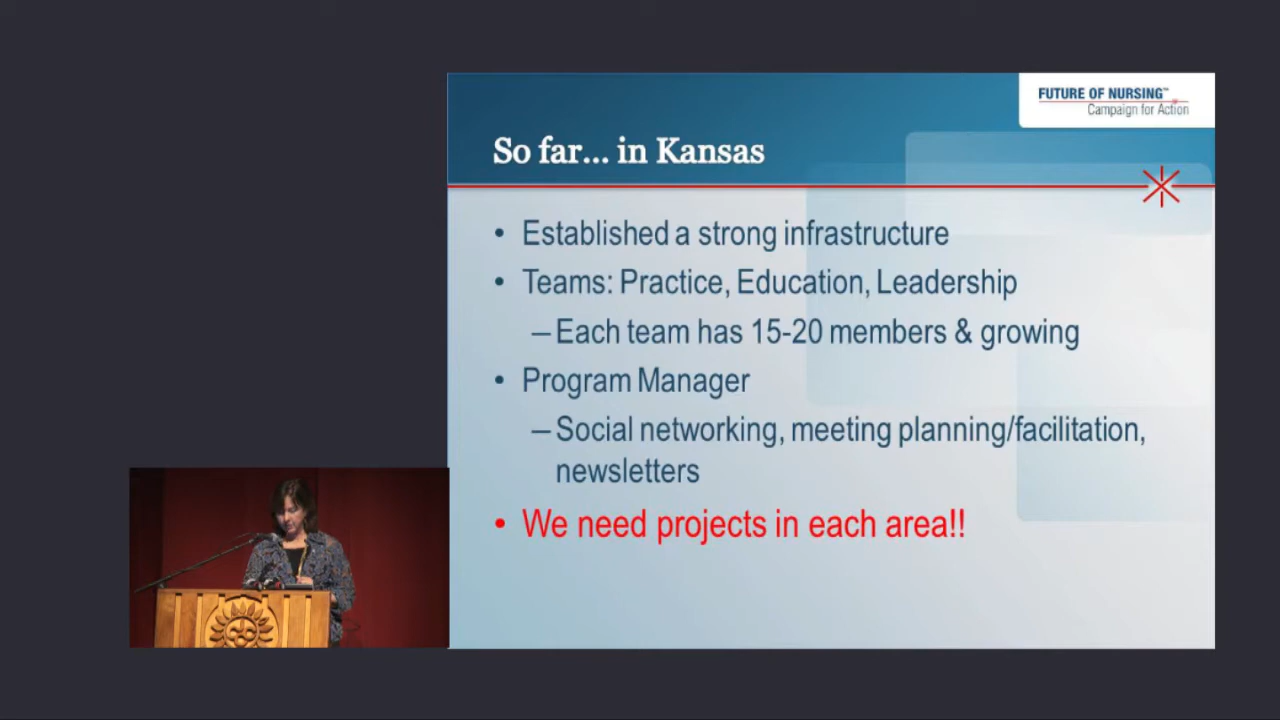 FUTURE OF NURSING™
Campaign for Action
So far... in Kansas
• Established a strong infrastructure
• Teams: Practice, Education, Leadership
– Each team has 15-20 members & growing
• Program Manager
– Social networking, meeting planning/facilitation,
newsletters
• We need projects in each area!!